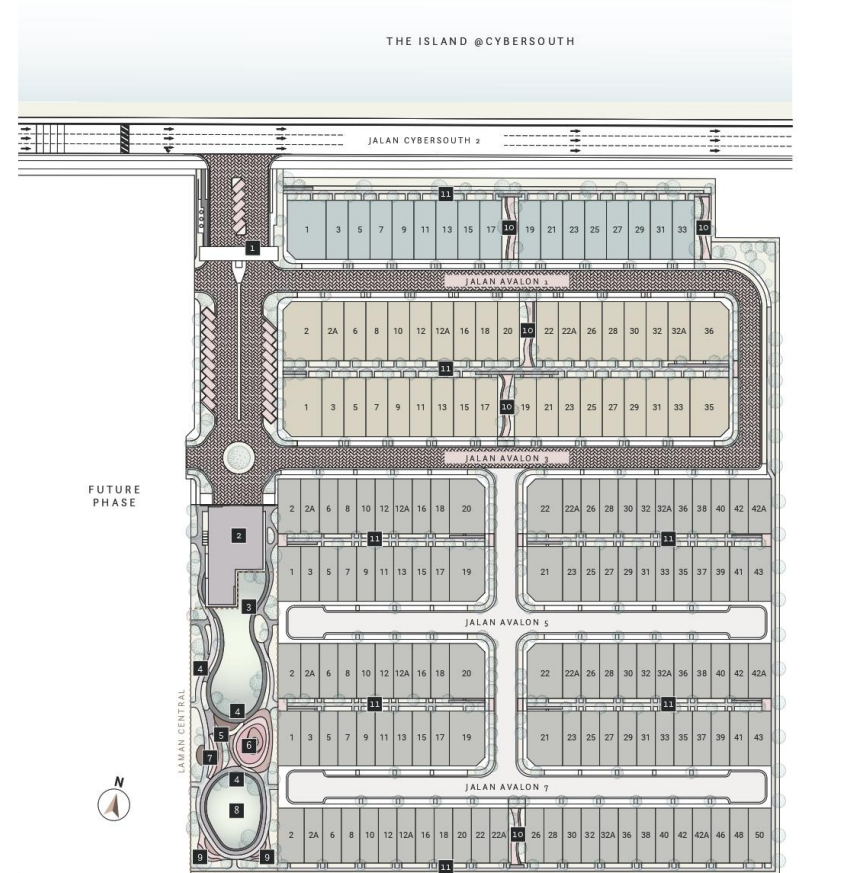 THE ISLAND @CYBERSOUTH
JALAN CYBERSOUTH 2
11
1 3 5 7 9 11 13 15 17 10 19 21 23 25 27 29 31 33 10
1
JALAN AVALON 1
2 2A 6 8 10 12 12A 16 18 20 10 22 22A 26 28 30 32 32A 36
11
1 3 5 7 9 11 13 15 17 10 19 21 23 25 27 29 31 33 35
JALAN AVALON 3
FUTURE
PHASE
2 2A 6 8 10 12 12A 16 18 20 22 22A 26 28 30 32 32A 36 38 40 42 42A
2 11 11
1 3 5 7 9 11 13 15 17 19 21 23 25 27 29 31 33 35 37 39 41 43
3
JALAN AVALON 5
4
2 2A 6 8 10 12 12A 16 18 20 22 22A 26 28 30 32 32A 36 38 40 42 42A
11 11
4
LAMAN CENTRAL
5
1 3 5 7 9 11 13 15 17 19 21 23 25 27 29 31 33 35 37 39 41 43
6
7
4
JALAN AVALON 7
N
8
2 2A 6 8 10 12 12A 16 18 20 22 22A 10 26 28 30 32 32A 36 38 40 42 42A 46 48 50
9 9
11